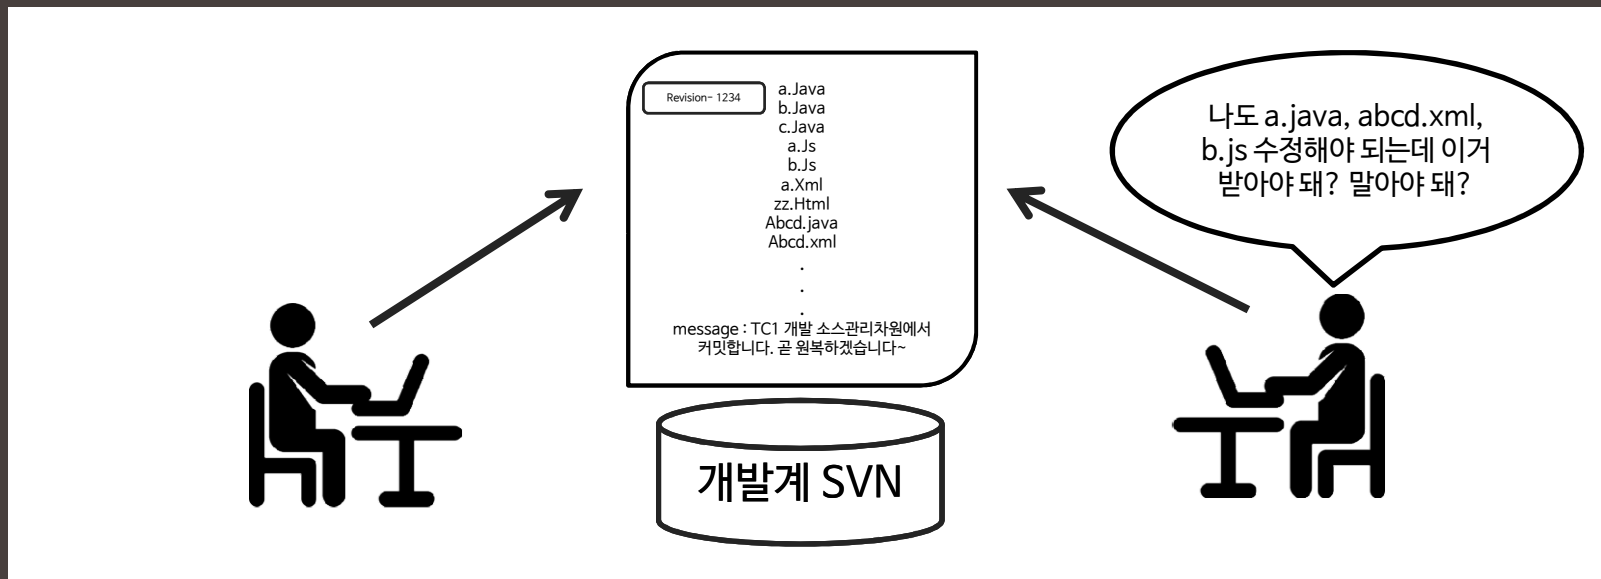 Revision- 1234
a.Java
b.Java
c.Java
a.Js
b.Js
a.Xml
zz.Html
Abcd.java
Abcd.xml
.
.
.
message : TC1 개발 소스관리차원에서
커밋합니다. 곧 원복하겠습니다~
나도 a.java, abcd.xml,
b.js 수정해야 되는데 이거
받아야 돼? 말아야 돼?
개발계 SVN